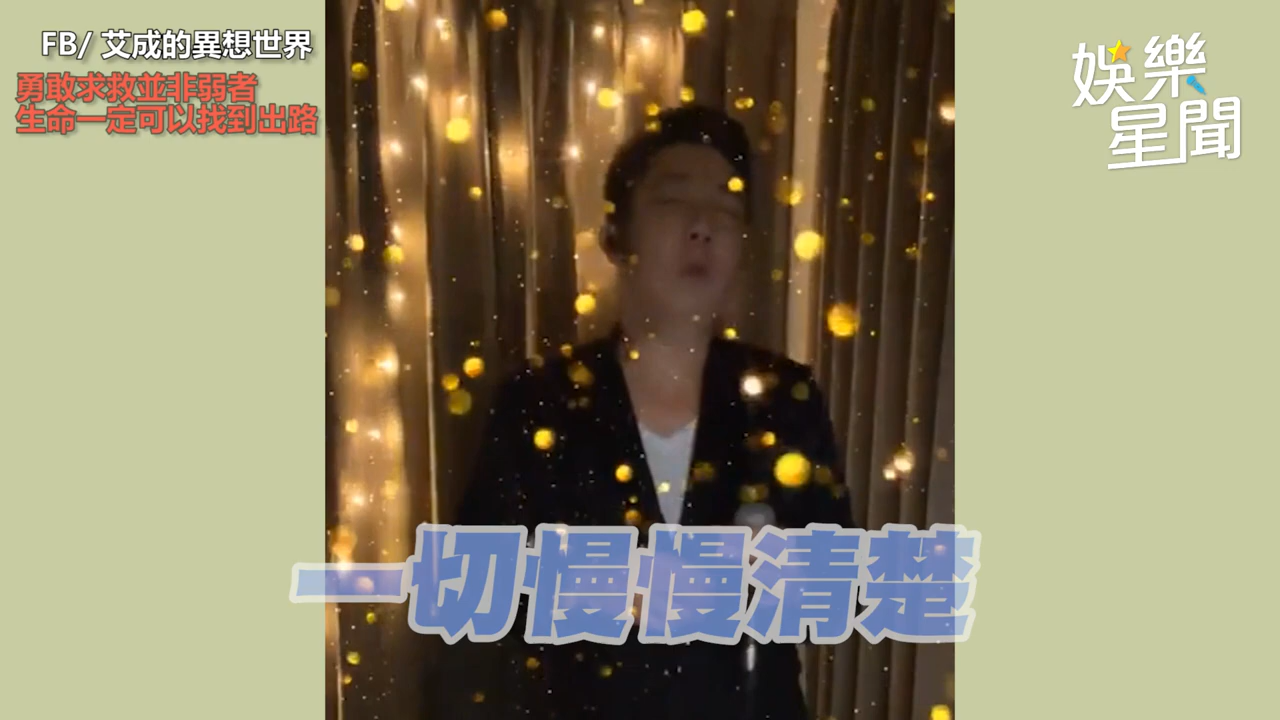 FB/ 艾成的異想世界
勇敢求救並非弱者
生命一定可以找到出路
娛樂
星聞
一切慢慢清楚